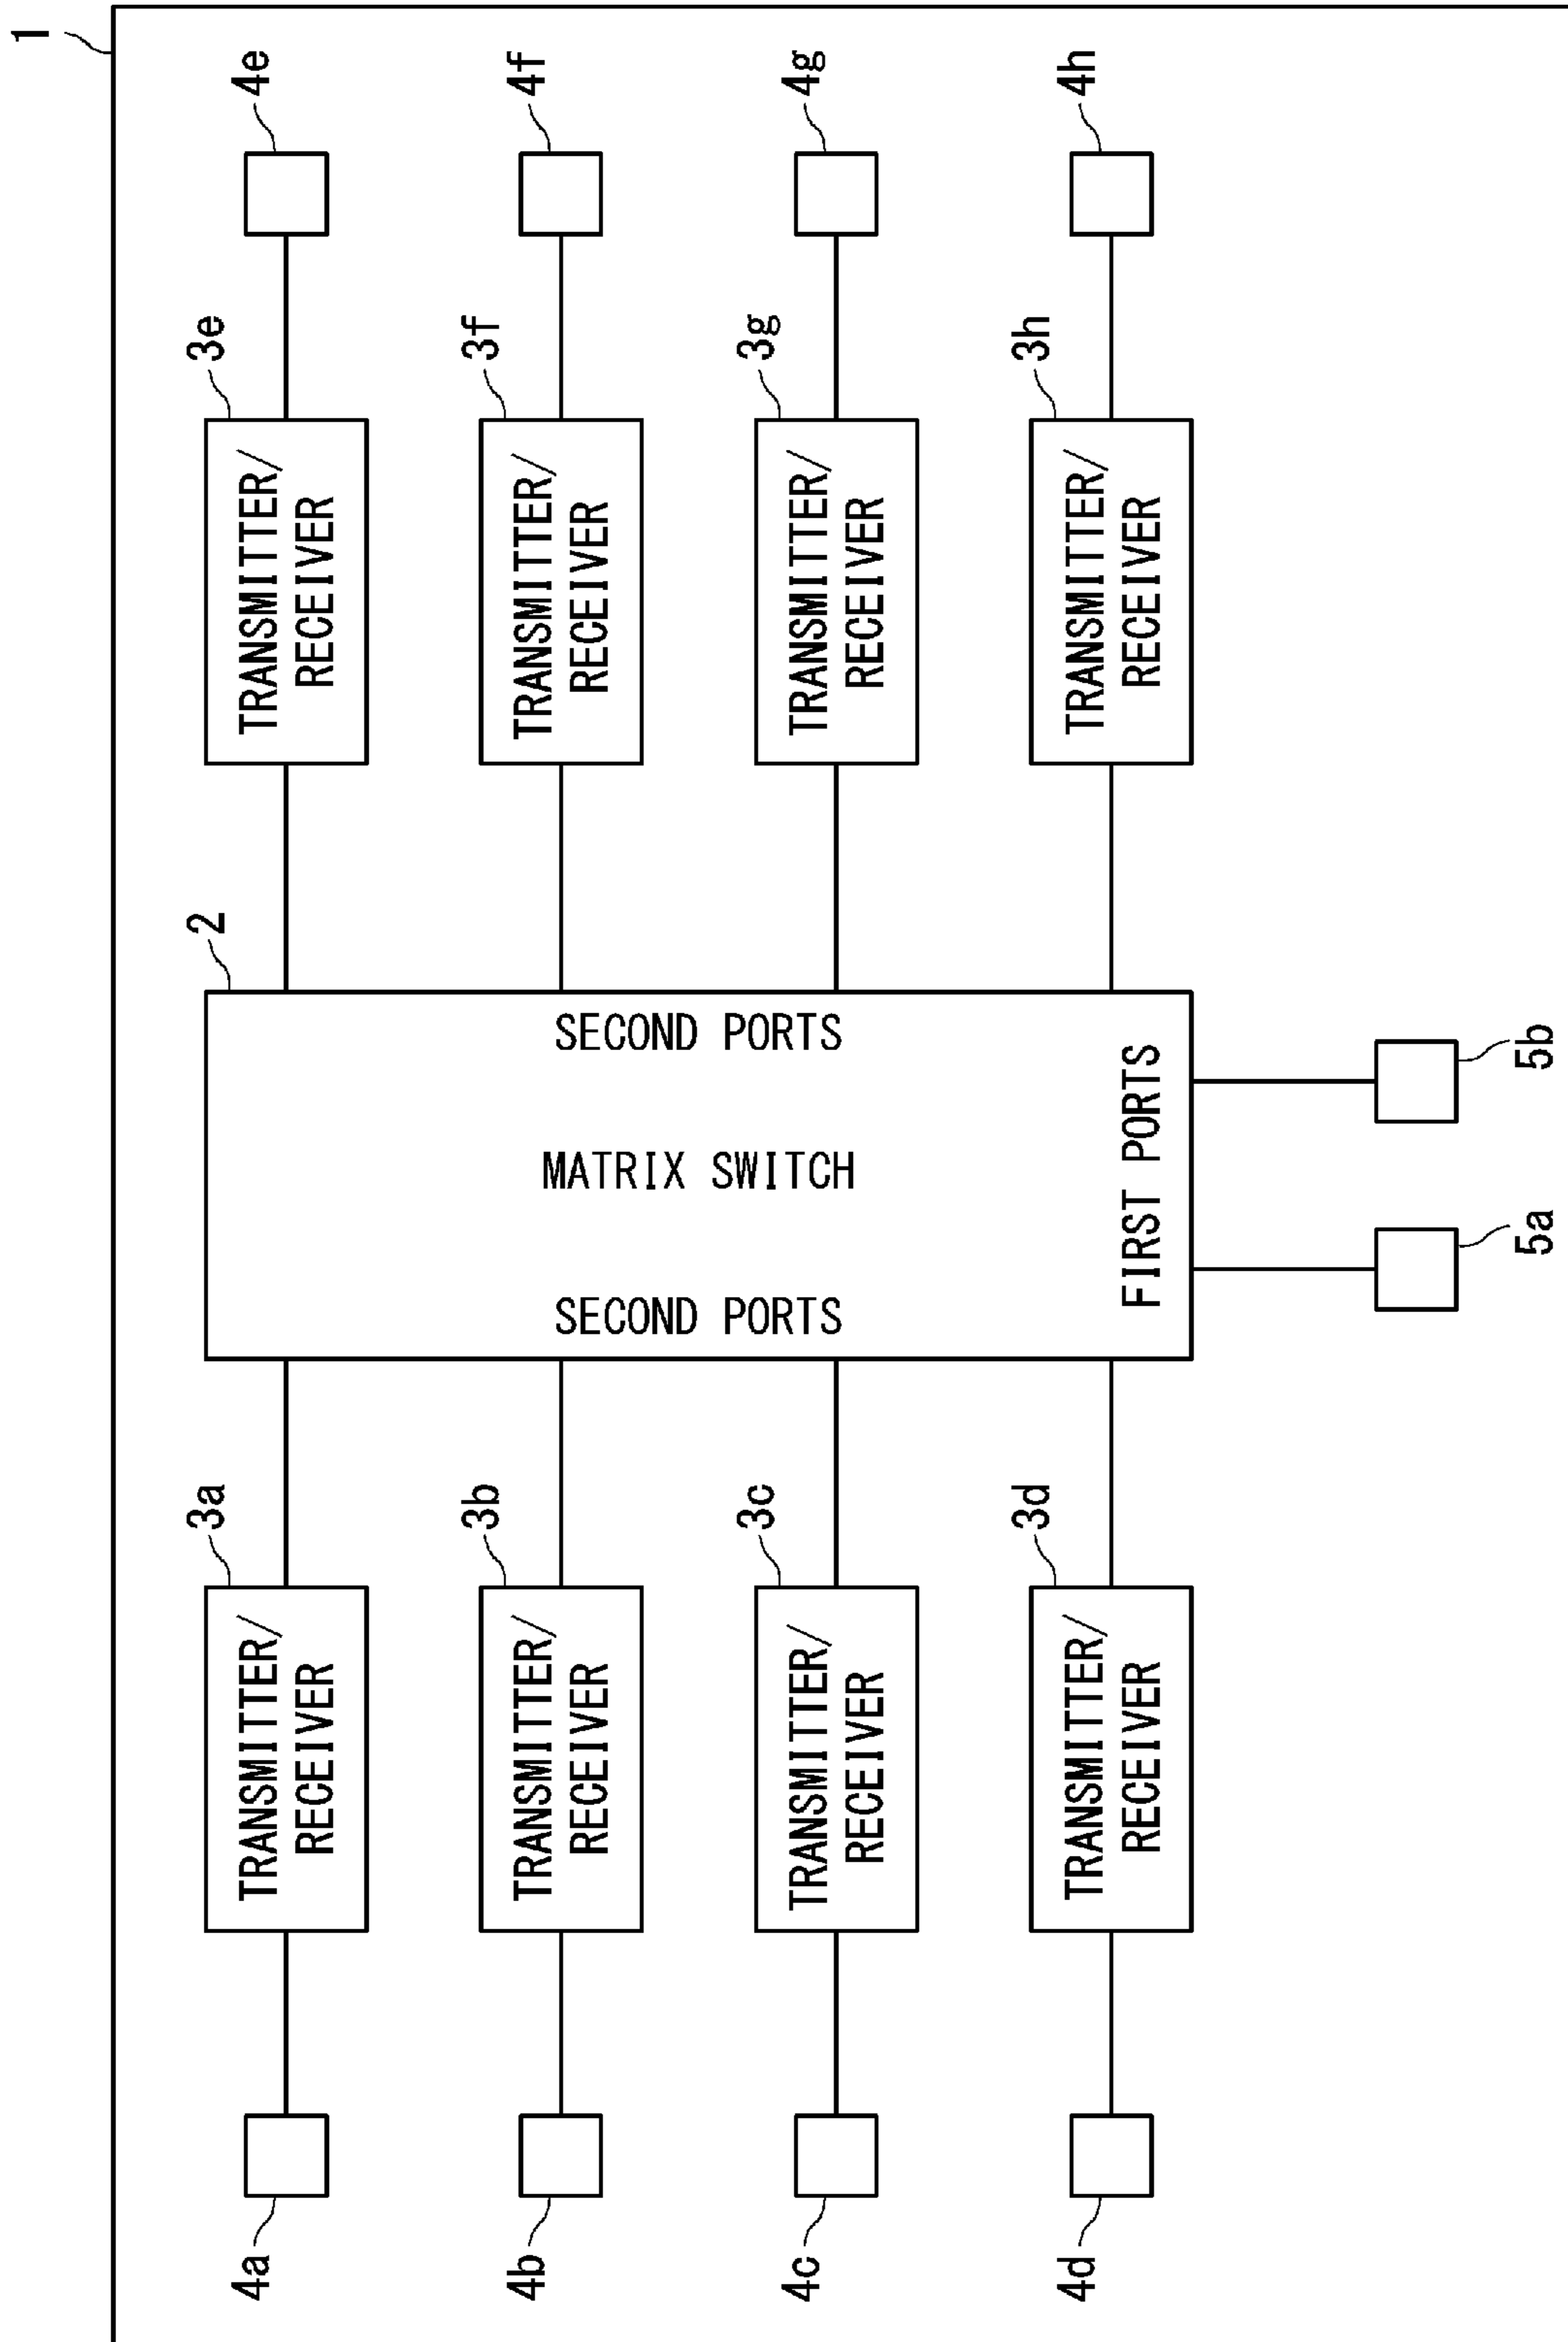 1
4a
3a
TRANSMITTER/
RECEIVER
2
3e
TRANSMITTER/
RECEIVER
4e
4b
3b
TRANSMITTER/
RECEIVER
3f
TRANSMITTER/
RECEIVER
4f
SECOND PORTS
MATRIX SWITCH
SECOND PORTS
4c
3c
TRANSMITTER/
RECEIVER
3g
TRANSMITTER/
RECEIVER
4g
4d
3d
TRANSMITTER/
RECEIVER
FIRST PORTS
3h
TRANSMITTER/
RECEIVER
4h
5a
5b